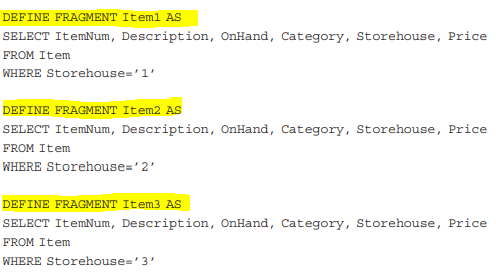 DEFINE FRAGMENT Item1 AS
SELECT ItemNum, Description, OnHand, Category, Storehouse, Price
FROM Item
WHERE Storehouse=’1’
DEFINE FRAGMENT Item2 AS
SELECT ItemNum, Description, OnHand, Category, Storehouse, Price
FROM Item
WHERE Storehouse=’2’
DEFINE FRAGMENT Item3 AS
SELECT ItemNum, Description, OnHand, Category, Storehouse, Price
FROM Item
WHERE Storehouse=’3’